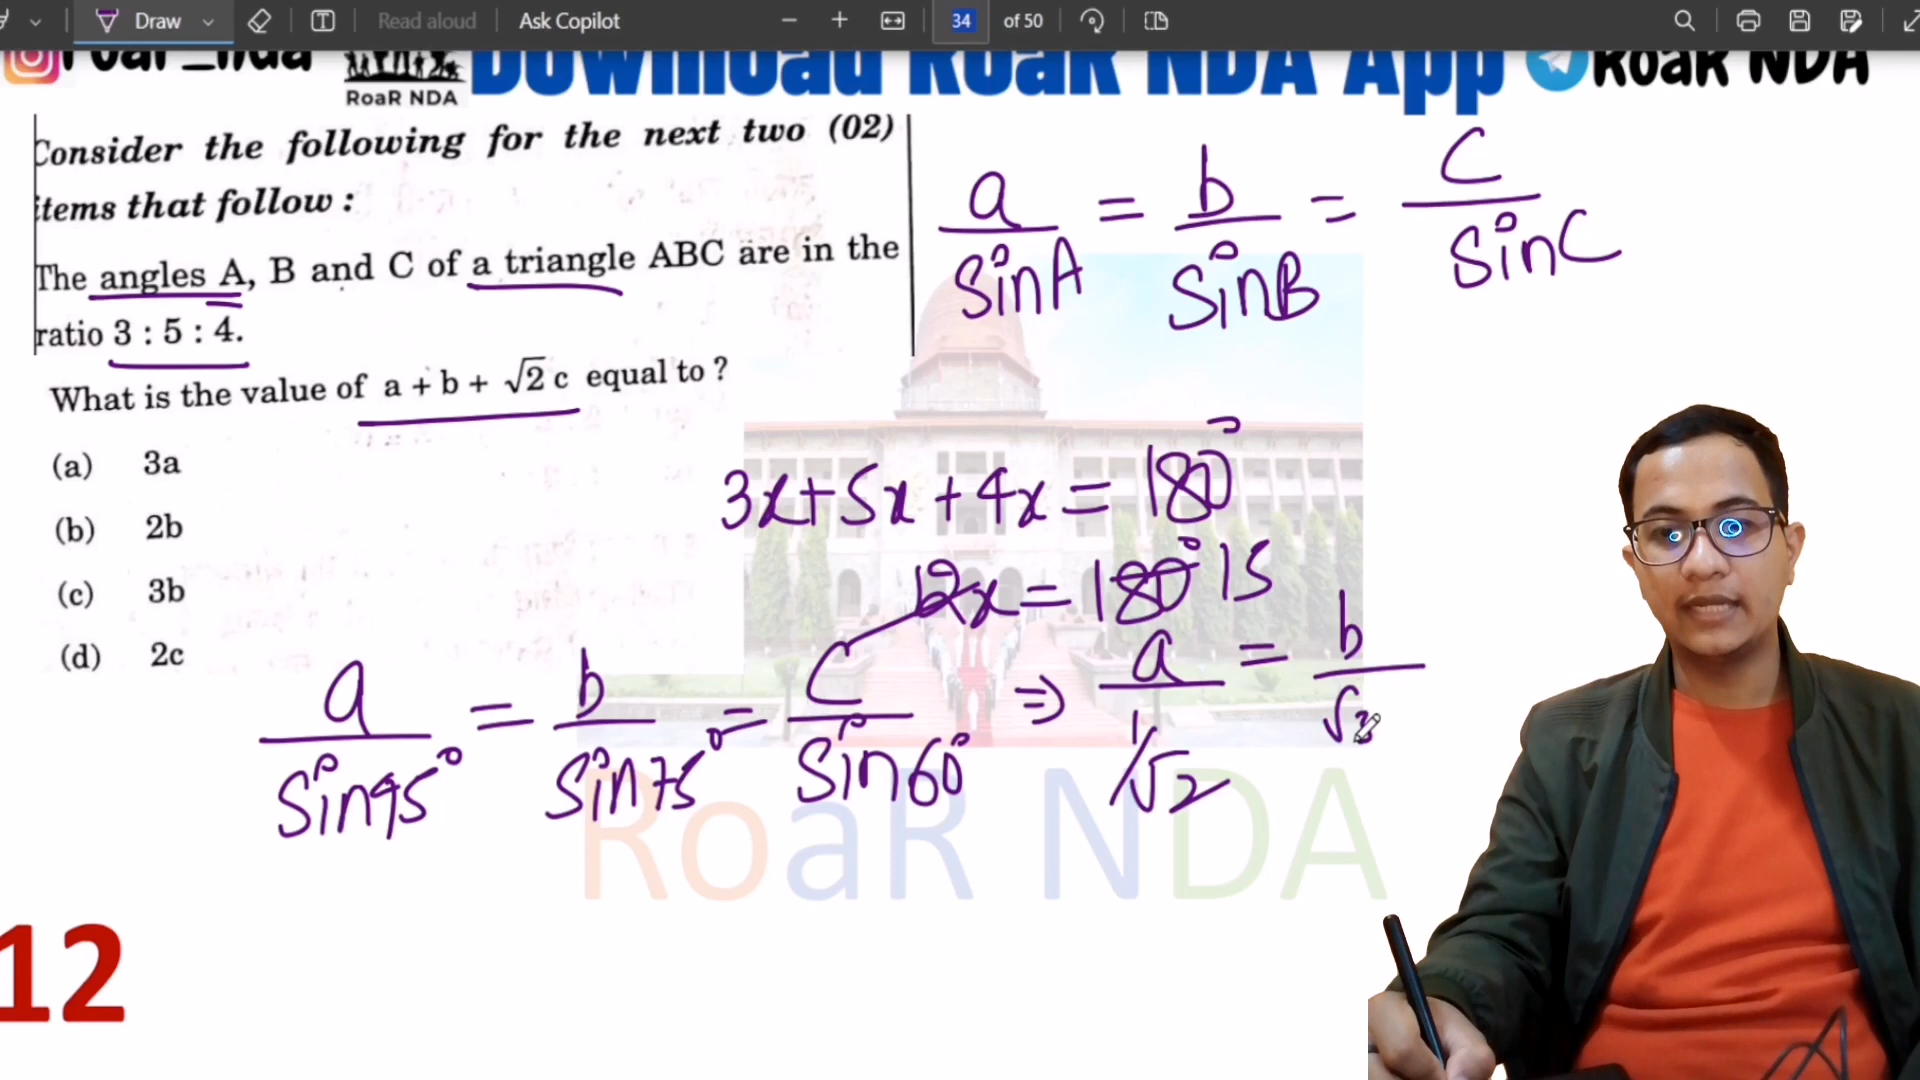 Draw
Read aloud
Ask Copilot
34 of 50
roar_nda
RoaR NDA
Download RoaR NDA App
RoaR NDA
Consider the following for the next two (02)
items that follow :
The angles A, B and C of a triangle ABC are in the
ratio 3 : 5 : 4.
What is the value of a + b + √2 c equal to ?
(a) 3a
(b) 2b
(c) 3b
(d) 2c
a/sinA = b/sinB = c/sinC
3x+5x+4x = 180°
12x = 180° 15
a/sin45° = b/sin75° = c/sin60° ⇒ a/(1/√2) = b/√3
RoaR NDA
12